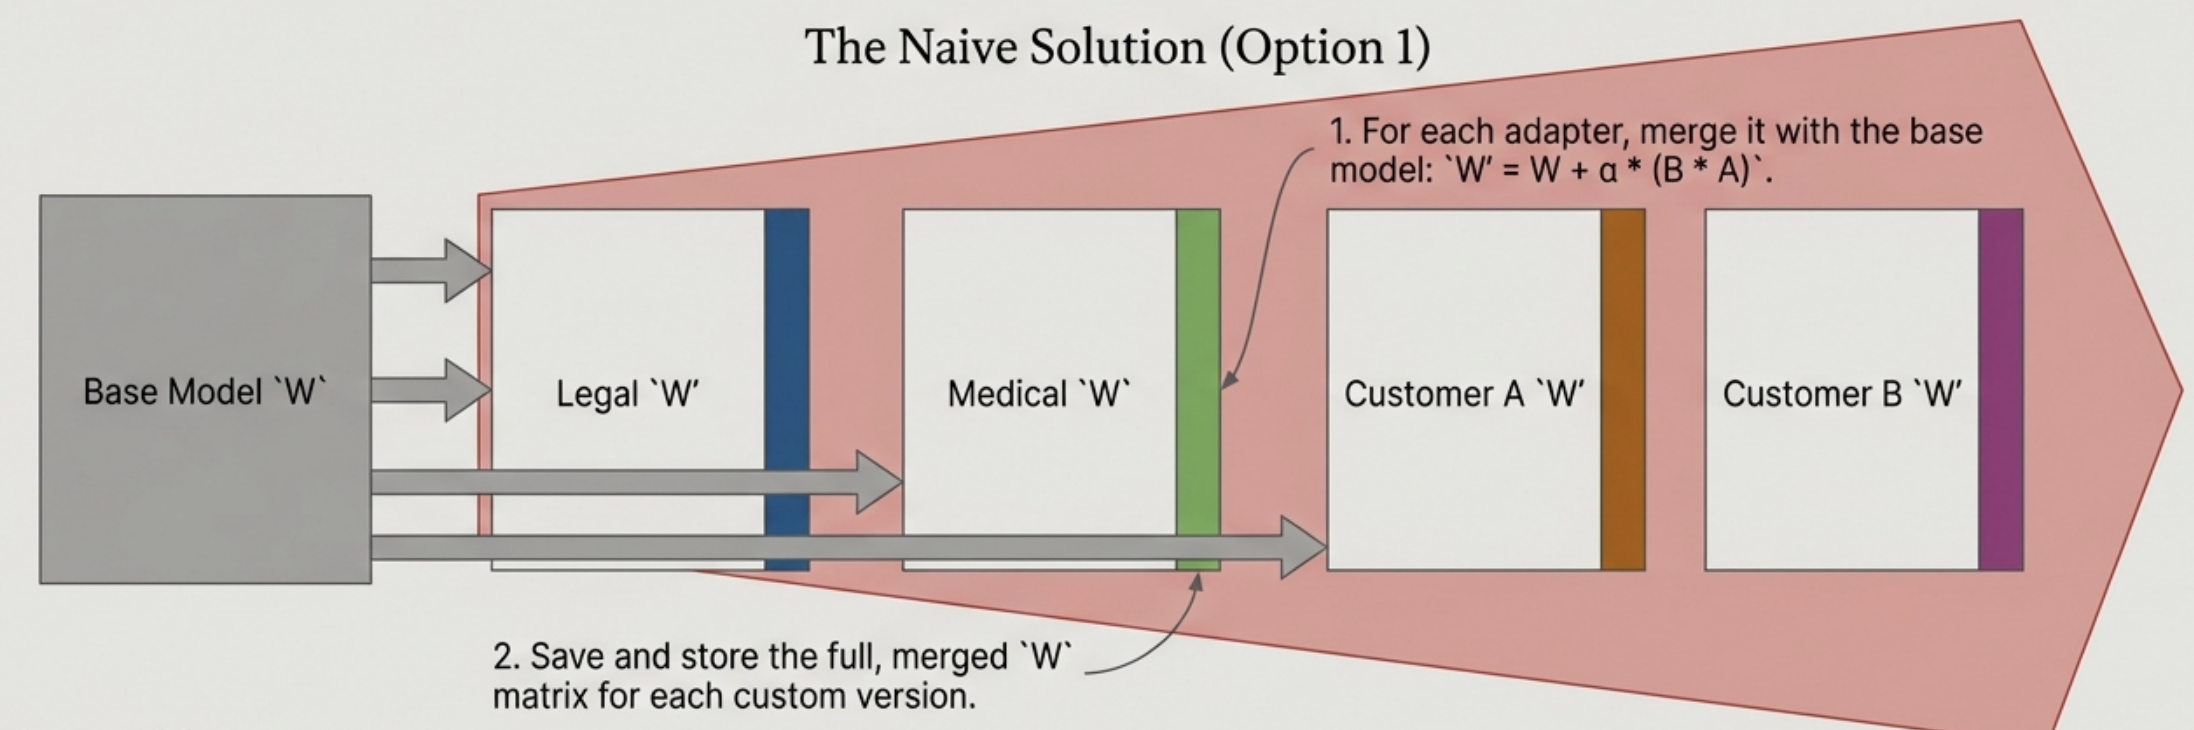 The Naive Solution (Option 1)
1. For each adapter, merge it with the base
model: `W’ = W + α * (B * A)`.
Base Model `W`
Legal `W’
Medical `W`
Customer A `W’
Customer B `W’
2. Save and store the full, merged `W`
matrix for each custom version.